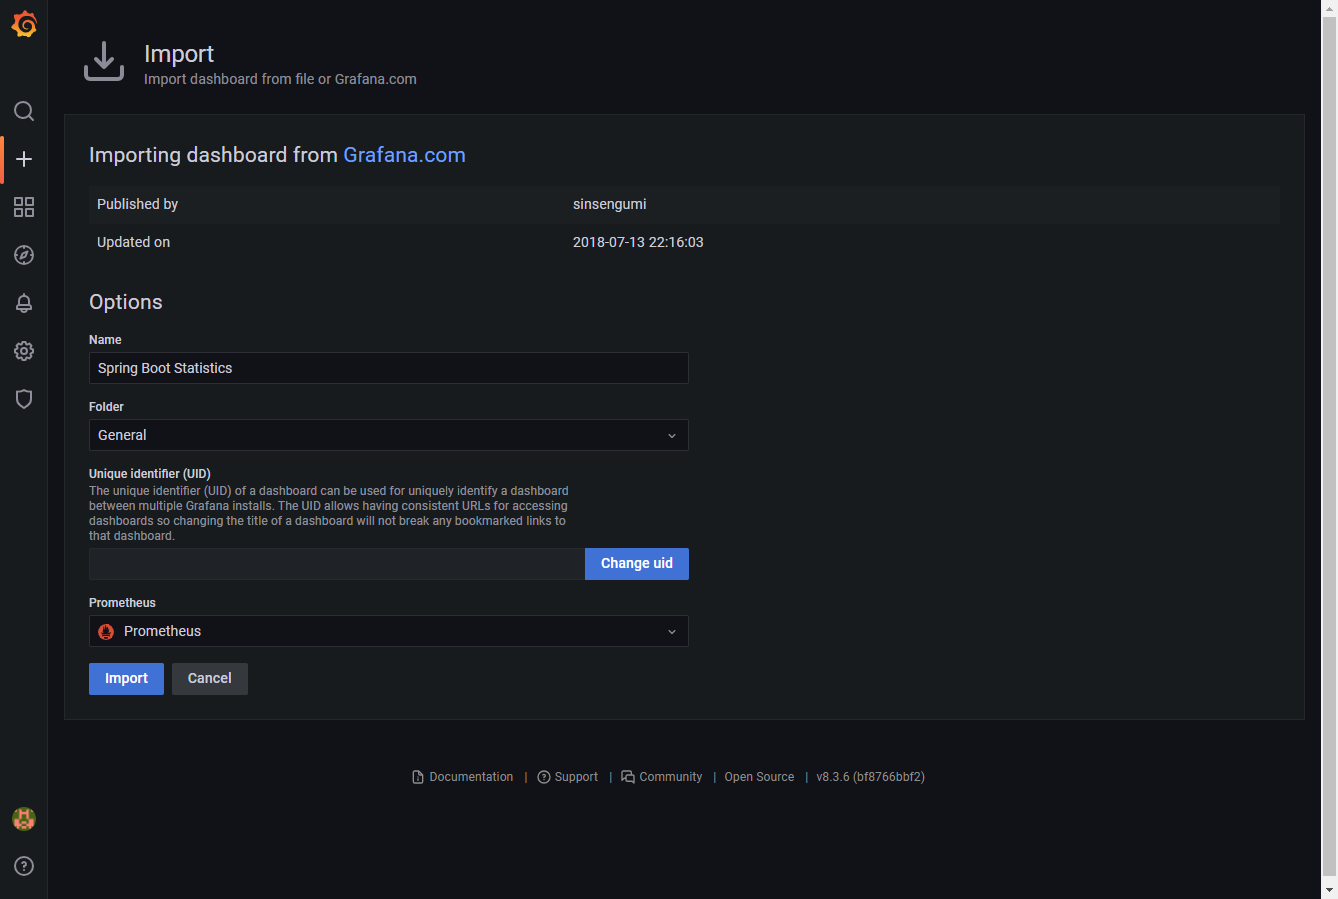 Import
Import dashboard from file or Grafana.com
Importing dashboard from Grafana.com
Published by sinsengumi
Updated on 2018-07-13 22:16:03
Options
Name
Spring Boot Statistics
Folder
General
Unique identifier (UID)
The unique identifier (UID) of a dashboard can be used for uniquely identify a dashboard
between multiple Grafana installs. The UID allows having consistent URLs for accessing
dashboards so changing the title of a dashboard will not break any bookmarked links to
that dashboard.
Change uid
Prometheus
Prometheus
Import Cancel
Documentation | Support | Community | Open Source | v8.3.6 (bf8766bbf2)